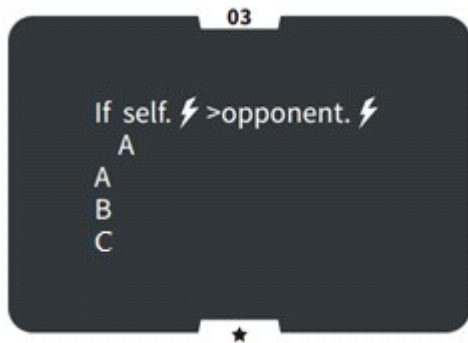 03
If self.⚡>opponent.⚡
A
A
B
C
★